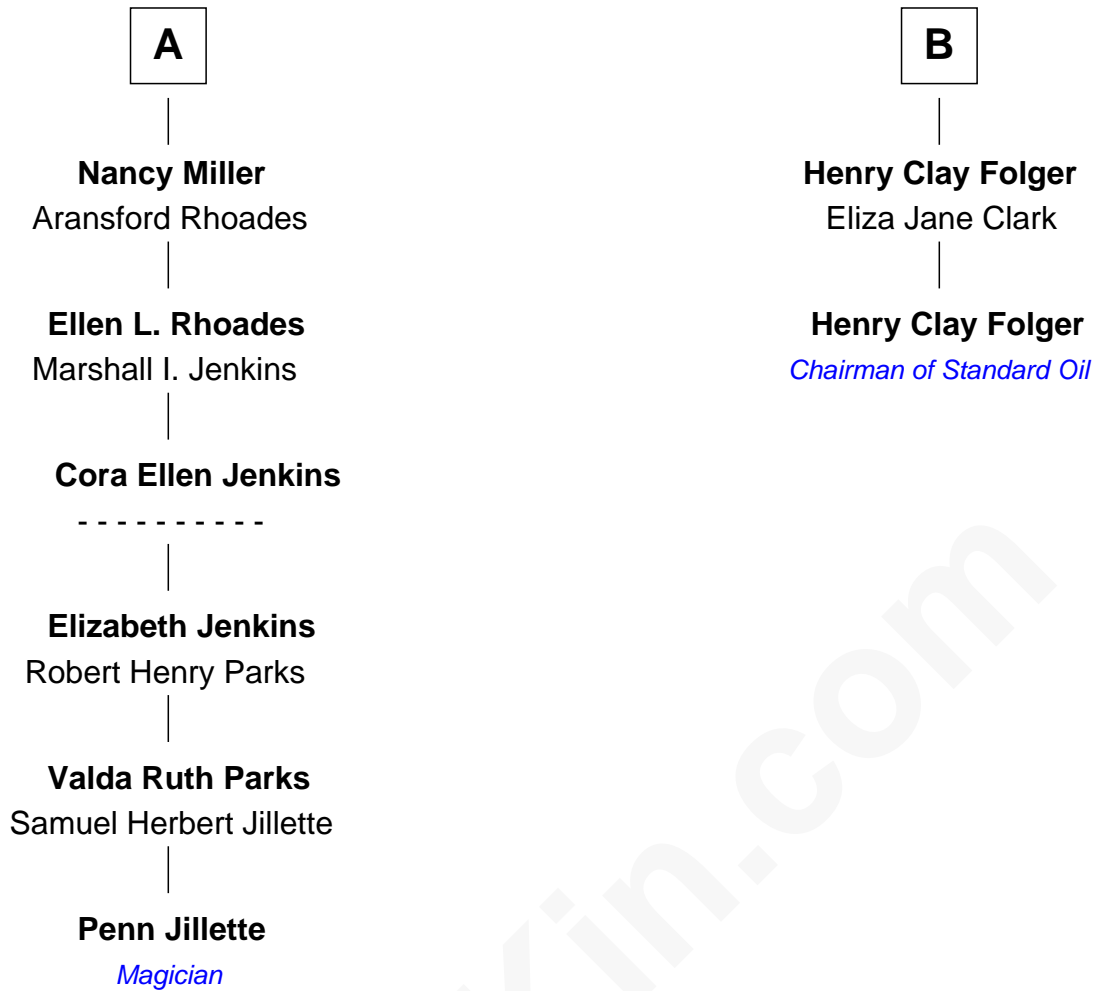 A
Nancy Miller
Aransford Rhoades
Ellen L. Rhoades
Marshall I. Jenkins
Cora Ellen Jenkins
- - - - - - - - - -
Elizabeth Jenkins
Robert Henry Parks
Valda Ruth Parks
Samuel Herbert Jillette
Penn Jillette
Magician
B
Henry Clay Folger
Eliza Jane Clark
Henry Clay Folger
Chairman of Standard Oil